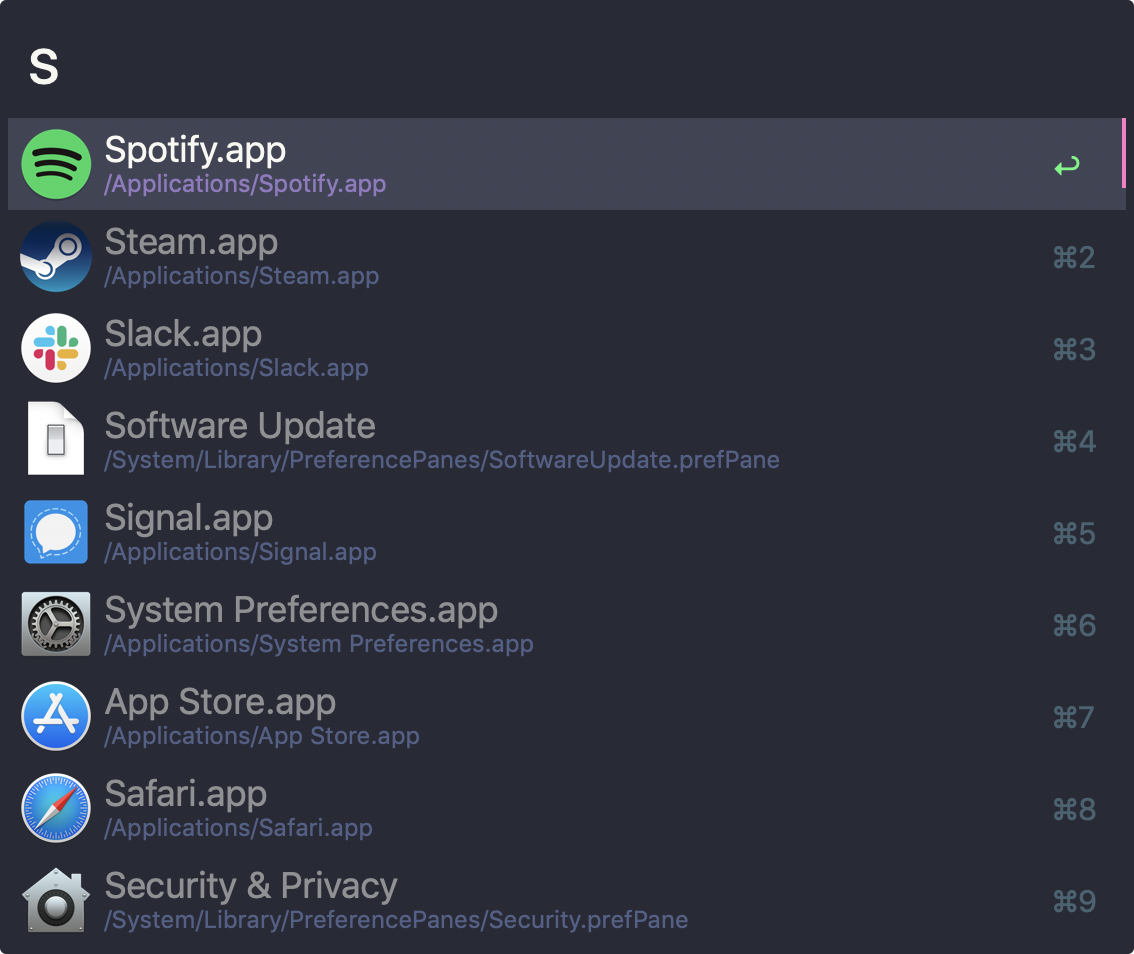 S
Spotify.app
/Applications/Spotify.app
↩
Steam.app
/Applications/Steam.app
⌘2
Slack.app
/Applications/Slack.app
⌘3
Software Update
/System/Library/PreferencePanes/SoftwareUpdate.prefPane
⌘4
Signal.app
/Applications/Signal.app
⌘5
System Preferences.app
/Applications/System Preferences.app
⌘6
App Store.app
/Applications/App Store.app
⌘7
Safari.app
/Applications/Safari.app
⌘8
Security & Privacy
/System/Library/PreferencePanes/Security.prefPane
⌘9